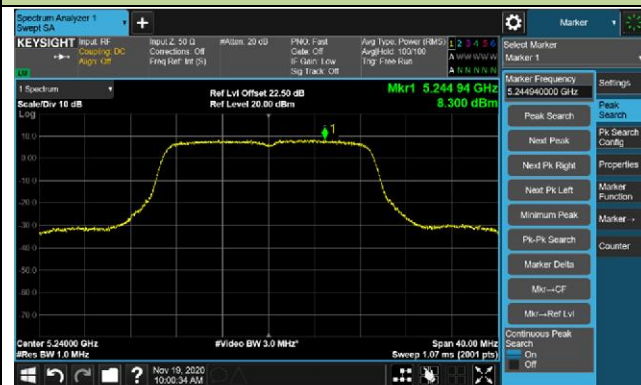 Spectrum Analyzer 1
Swept SA
Marker
KEYSIGHT
Input: RF
Coupling: DC
Align: Off
Input Z: 50 Ω
Corrections: Off
Freq Ref: Int (S)
#Atten: 20 dB
PNO: Fast
Gate: Off
IF Gain: Low
Sig Track: Off
Avg Type: Power (RMS)
Avg|Hold: 100/100
Trig: Free Run
1 2 3 4 5 6
A W W W W W
A N N N N N
LW
Select Marker
Marker 1
1 Spectrum
Scale/Div 10 dB
Log
Ref Lvl Offset 22.50 dB
Ref Level 20.00 dBm
Mkr1 5.244 94 GHz
8.300 dBm
Marker Frequency
5.244940000 GHz
Peak Search
Next Peak
Next Pk Right
Next Pk Left
Minimum Peak
Pk-Pk Search
Marker Delta
Mkr→CF
Mkr→Ref Lvl
Continuous Peak
Search
On
Off
Settings
Peak
Search
Pk Search
Config
Properties
Marker
Function
Marker→
Counter
1
10.0
0.00
-10.0
-20.0
-30.0
-40.0
-50.0
-60.0
-70.0
Center 5.24000 GHz
#Res BW 1.0 MHz
#Video BW 3.0 MHz*
Span 40.00 MHz
Sweep 1.07 ms (2001 pts)
?
Nov 19, 2020
10:00:34 AM